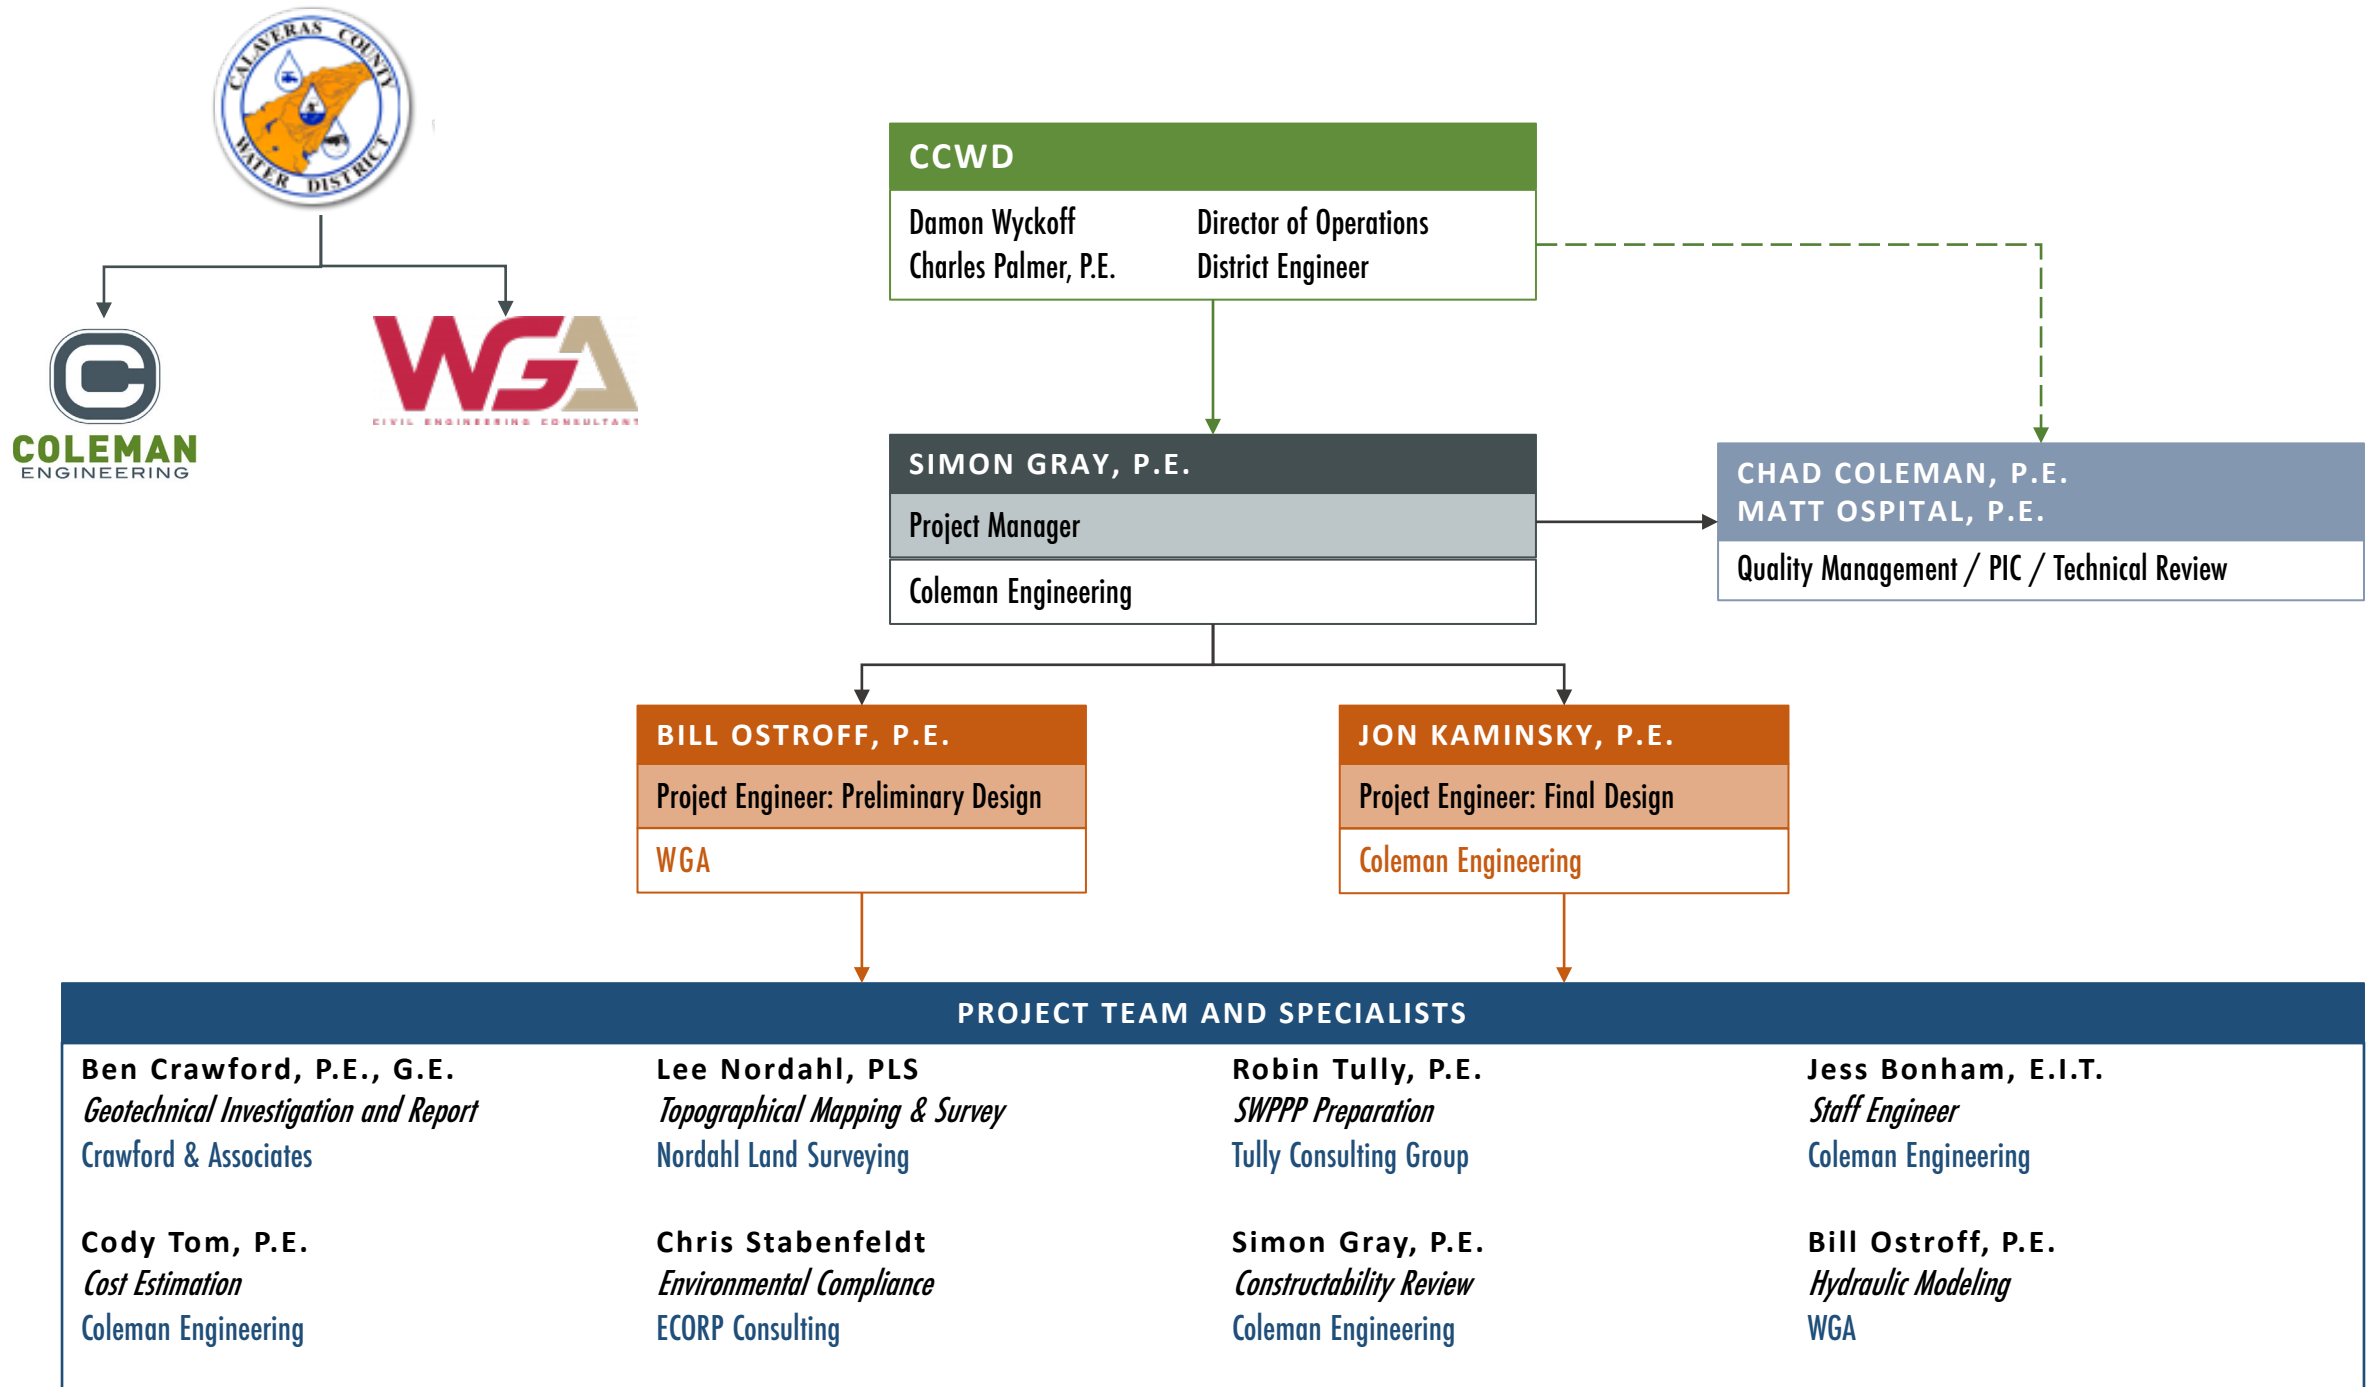 CALAVERAS COUNTY
WATER DISTRICT
COLEMAN
ENGINEERING
WGA
CIVIL ENGINEERING CONSULTANT
CCWD
Damon Wyckoff Director of Operations
Charles Palmer, P.E. District Engineer
SIMON GRAY, P.E.
Project Manager
Coleman Engineering
CHAD COLEMAN, P.E.
MATT OSPITAL, P.E.
Quality Management / PIC / Technical Review
BILL OSTROFF, P.E.
Project Engineer: Preliminary Design
WGA
JON KAMINSKY, P.E.
Project Engineer: Final Design
Coleman Engineering
PROJECT TEAM AND SPECIALISTS
Ben Crawford, P.E., G.E.
Geotechnical Investigation and Report
Crawford & Associates
Lee Nordahl, PLS
Topographical Mapping & Survey
Nordahl Land Surveying
Robin Tully, P.E.
SWPPP Preparation
Tully Consulting Group
Jess Bonham, E.I.T.
Staff Engineer
Coleman Engineering
Cody Tom, P.E.
Cost Estimation
Coleman Engineering
Chris Stabenfeldt
Environmental Compliance
ECORP Consulting
Simon Gray, P.E.
Constructability Review
Coleman Engineering
Bill Ostroff, P.E.
Hydraulic Modeling
WGA